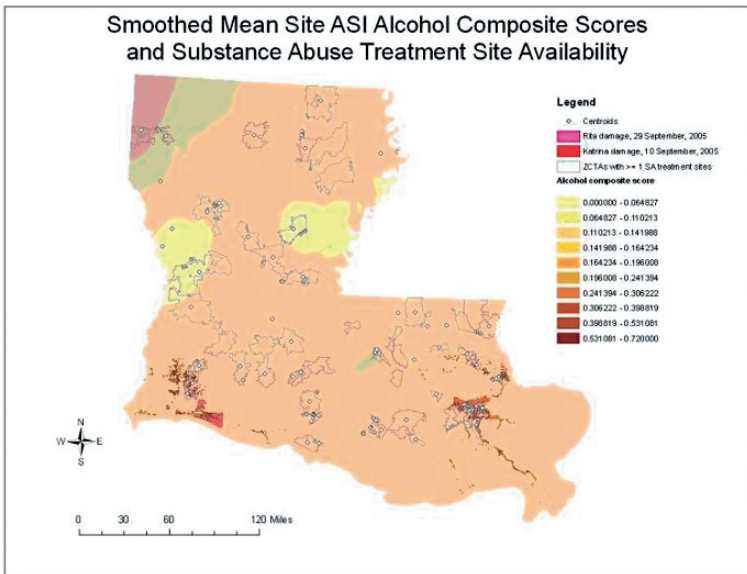 Smoothed Mean Site ASI Alcohol Composite Scores
and Substance Abuse Treatment Site Availability
Legend
Centroids
Rita damage, 29 September, 2005
Katrina damage, 10 September, 2005
ZCTAs with >= 1 SA treatment sites
Alcohol composite score
0.000000 - 0.064827
0.064827 - 0.110213
0.110213 - 0.141988
0.141988 - 0.164234
0.164234 - 0.196008
0.196008 - 0.241394
0.241394 - 0.306222
0.306222 - 0.398819
0.398819 - 0.531081
0.531081 - 0.720000
N
W E
S
0 30 60 120 Miles